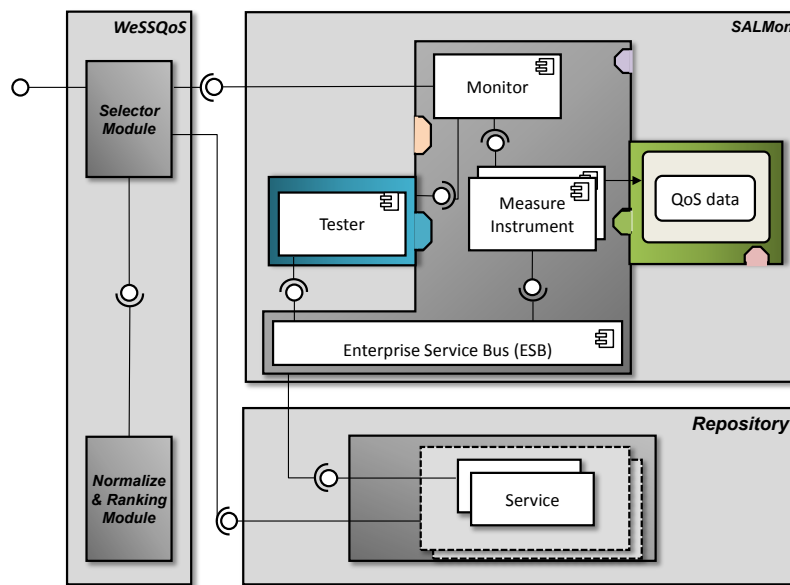 WeSSQoS
SALMon
Selector
Module
Monitor
Measure
Instrument
QoS data
Tester
Enterprise Service Bus (ESB)
Repository
Normalize
& Ranking
Module
Service